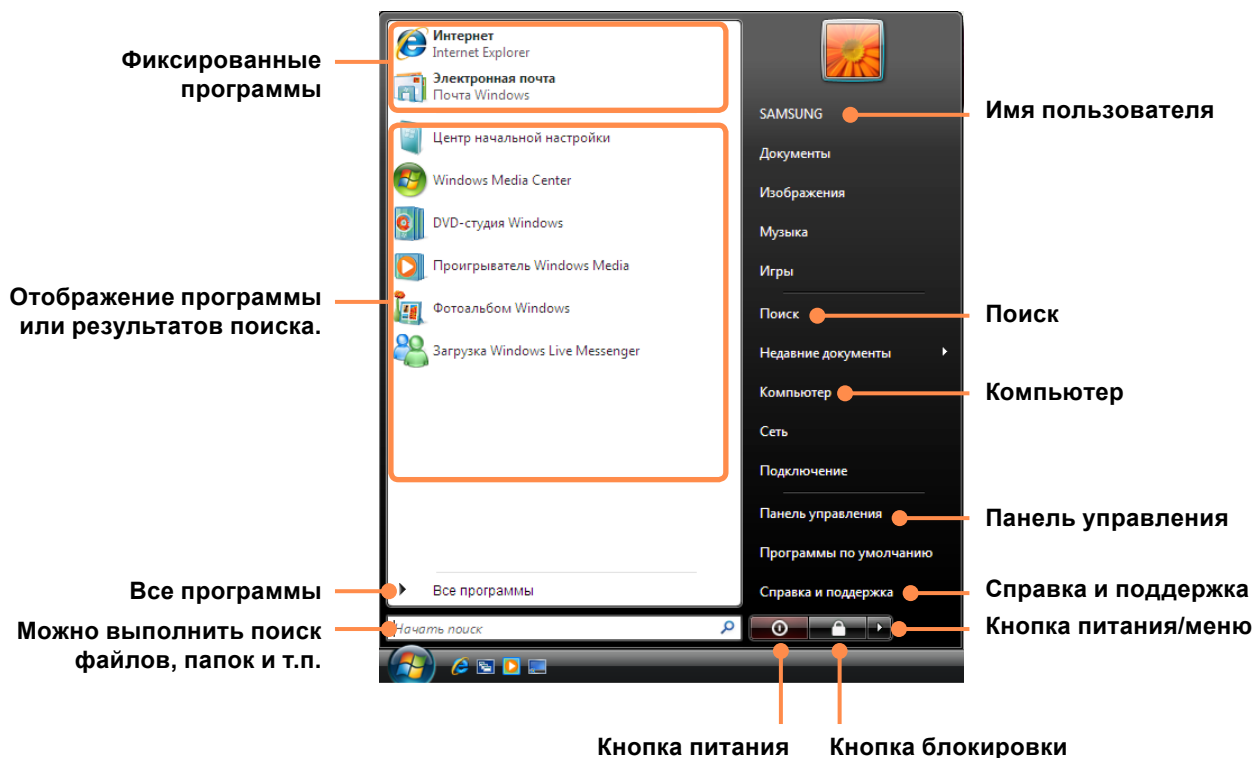 Фиксированные
программы
Отображение программы
или результатов поиска.
Все программы
Можно выполнить поиск
файлов, папок и т.п.
Интернет
Internet Explorer
Электронная почта
Почта Windows
Центр начальной настройки
Windows Media Center
DVD-студия Windows
Проигрыватель Windows Media
Фотоальбом Windows
Загрузка Windows Live Messenger
Все программы
Начать поиск
SAMSUNG
Документы
Изображения
Музыка
Игры
Поиск
Недавние документы
Компьютер
Сеть
Подключение
Панель управления
Программы по умолчанию
Справка и поддержка
Имя пользователя
Поиск
Компьютер
Панель управления
Справка и поддержка
Кнопка питания/меню
Кнопка питания
Кнопка блокировки